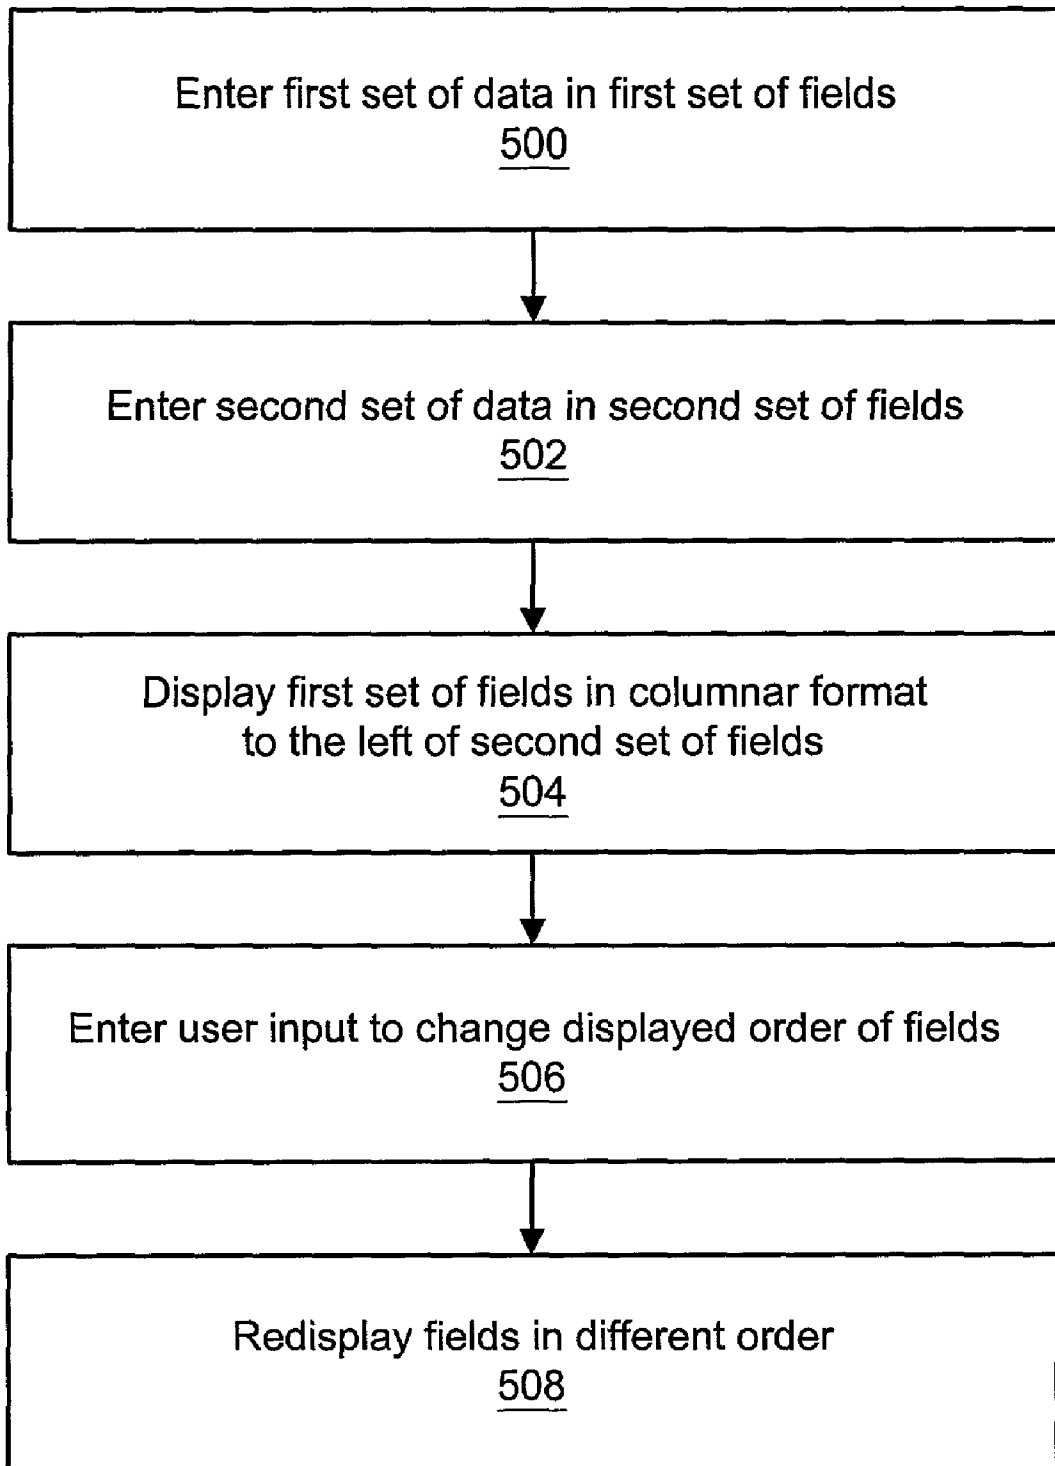 Enter first set of data in first set of fields
500
Enter second set of data in second set of fields
502
Display first set of fields in columnar format
to the left of second set of fields
504
Enter user input to change displayed order of fields
506
Redisplay fields in different order
508